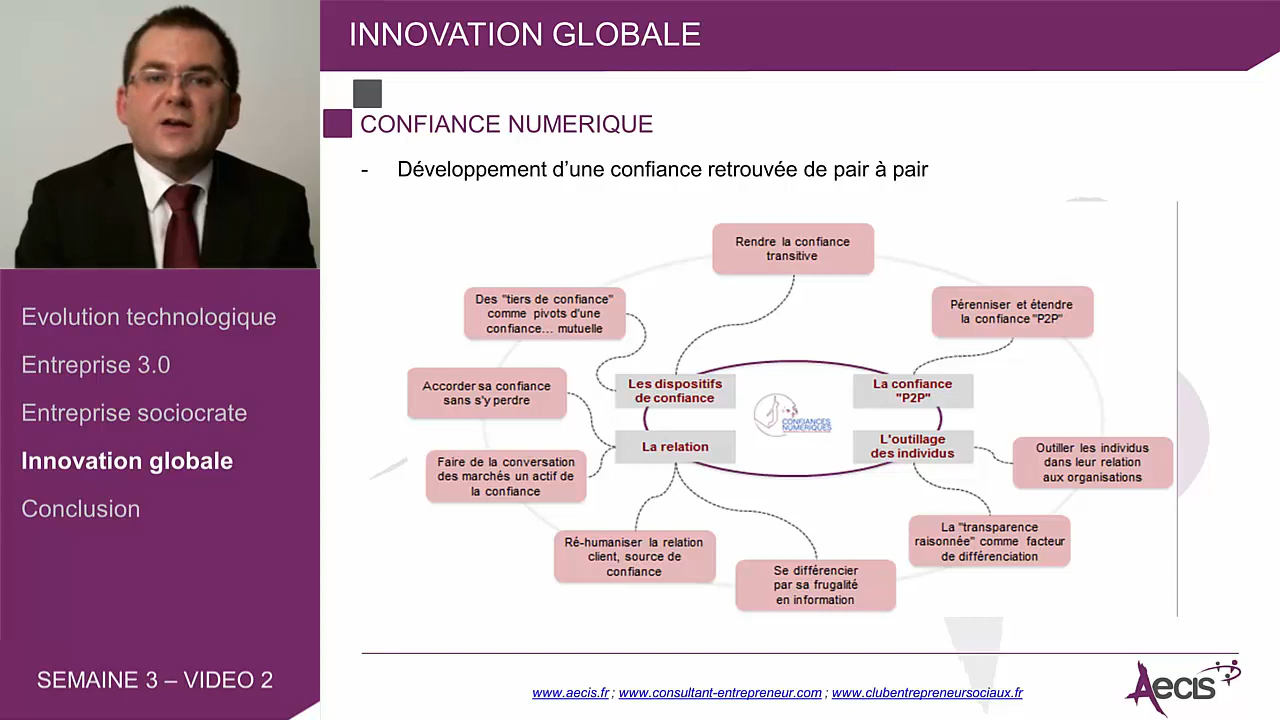 INNOVATION GLOBALE
CONFIANCE NUMERIQUE
- Développement d’une confiance retrouvée de pair à pair
Rendre la confiance
transitive
Des "tiers de confiance"
comme pivots d'une
confiance... mutuelle
Pérenniser et étendre
la confiance "P2P"
Accorder sa confiance
sans s'y perdre
Les dispositifs
de confiance
La confiance
"P2P"
CONFIANCES
NUMERIQUES
La relation
L'outillage
des individus
Faire de la conversation
des marchés un actif de
la confiance
Outiller les individus
dans leur relation
aux organisations
Ré-humaniser la relation
client, source de
confiance
La "transparence
raisonnée" comme facteur
de différenciation
Se différencier
par sa frugalité
en information
Evolution technologique
Entreprise 3.0
Entreprise sociocrate
Innovation globale
Conclusion
SEMAINE 3 – VIDEO 2
www.aecis.fr ; www.consultant-entrepreneur.com ; www.clubentrepreneursociaux.fr
Aecis